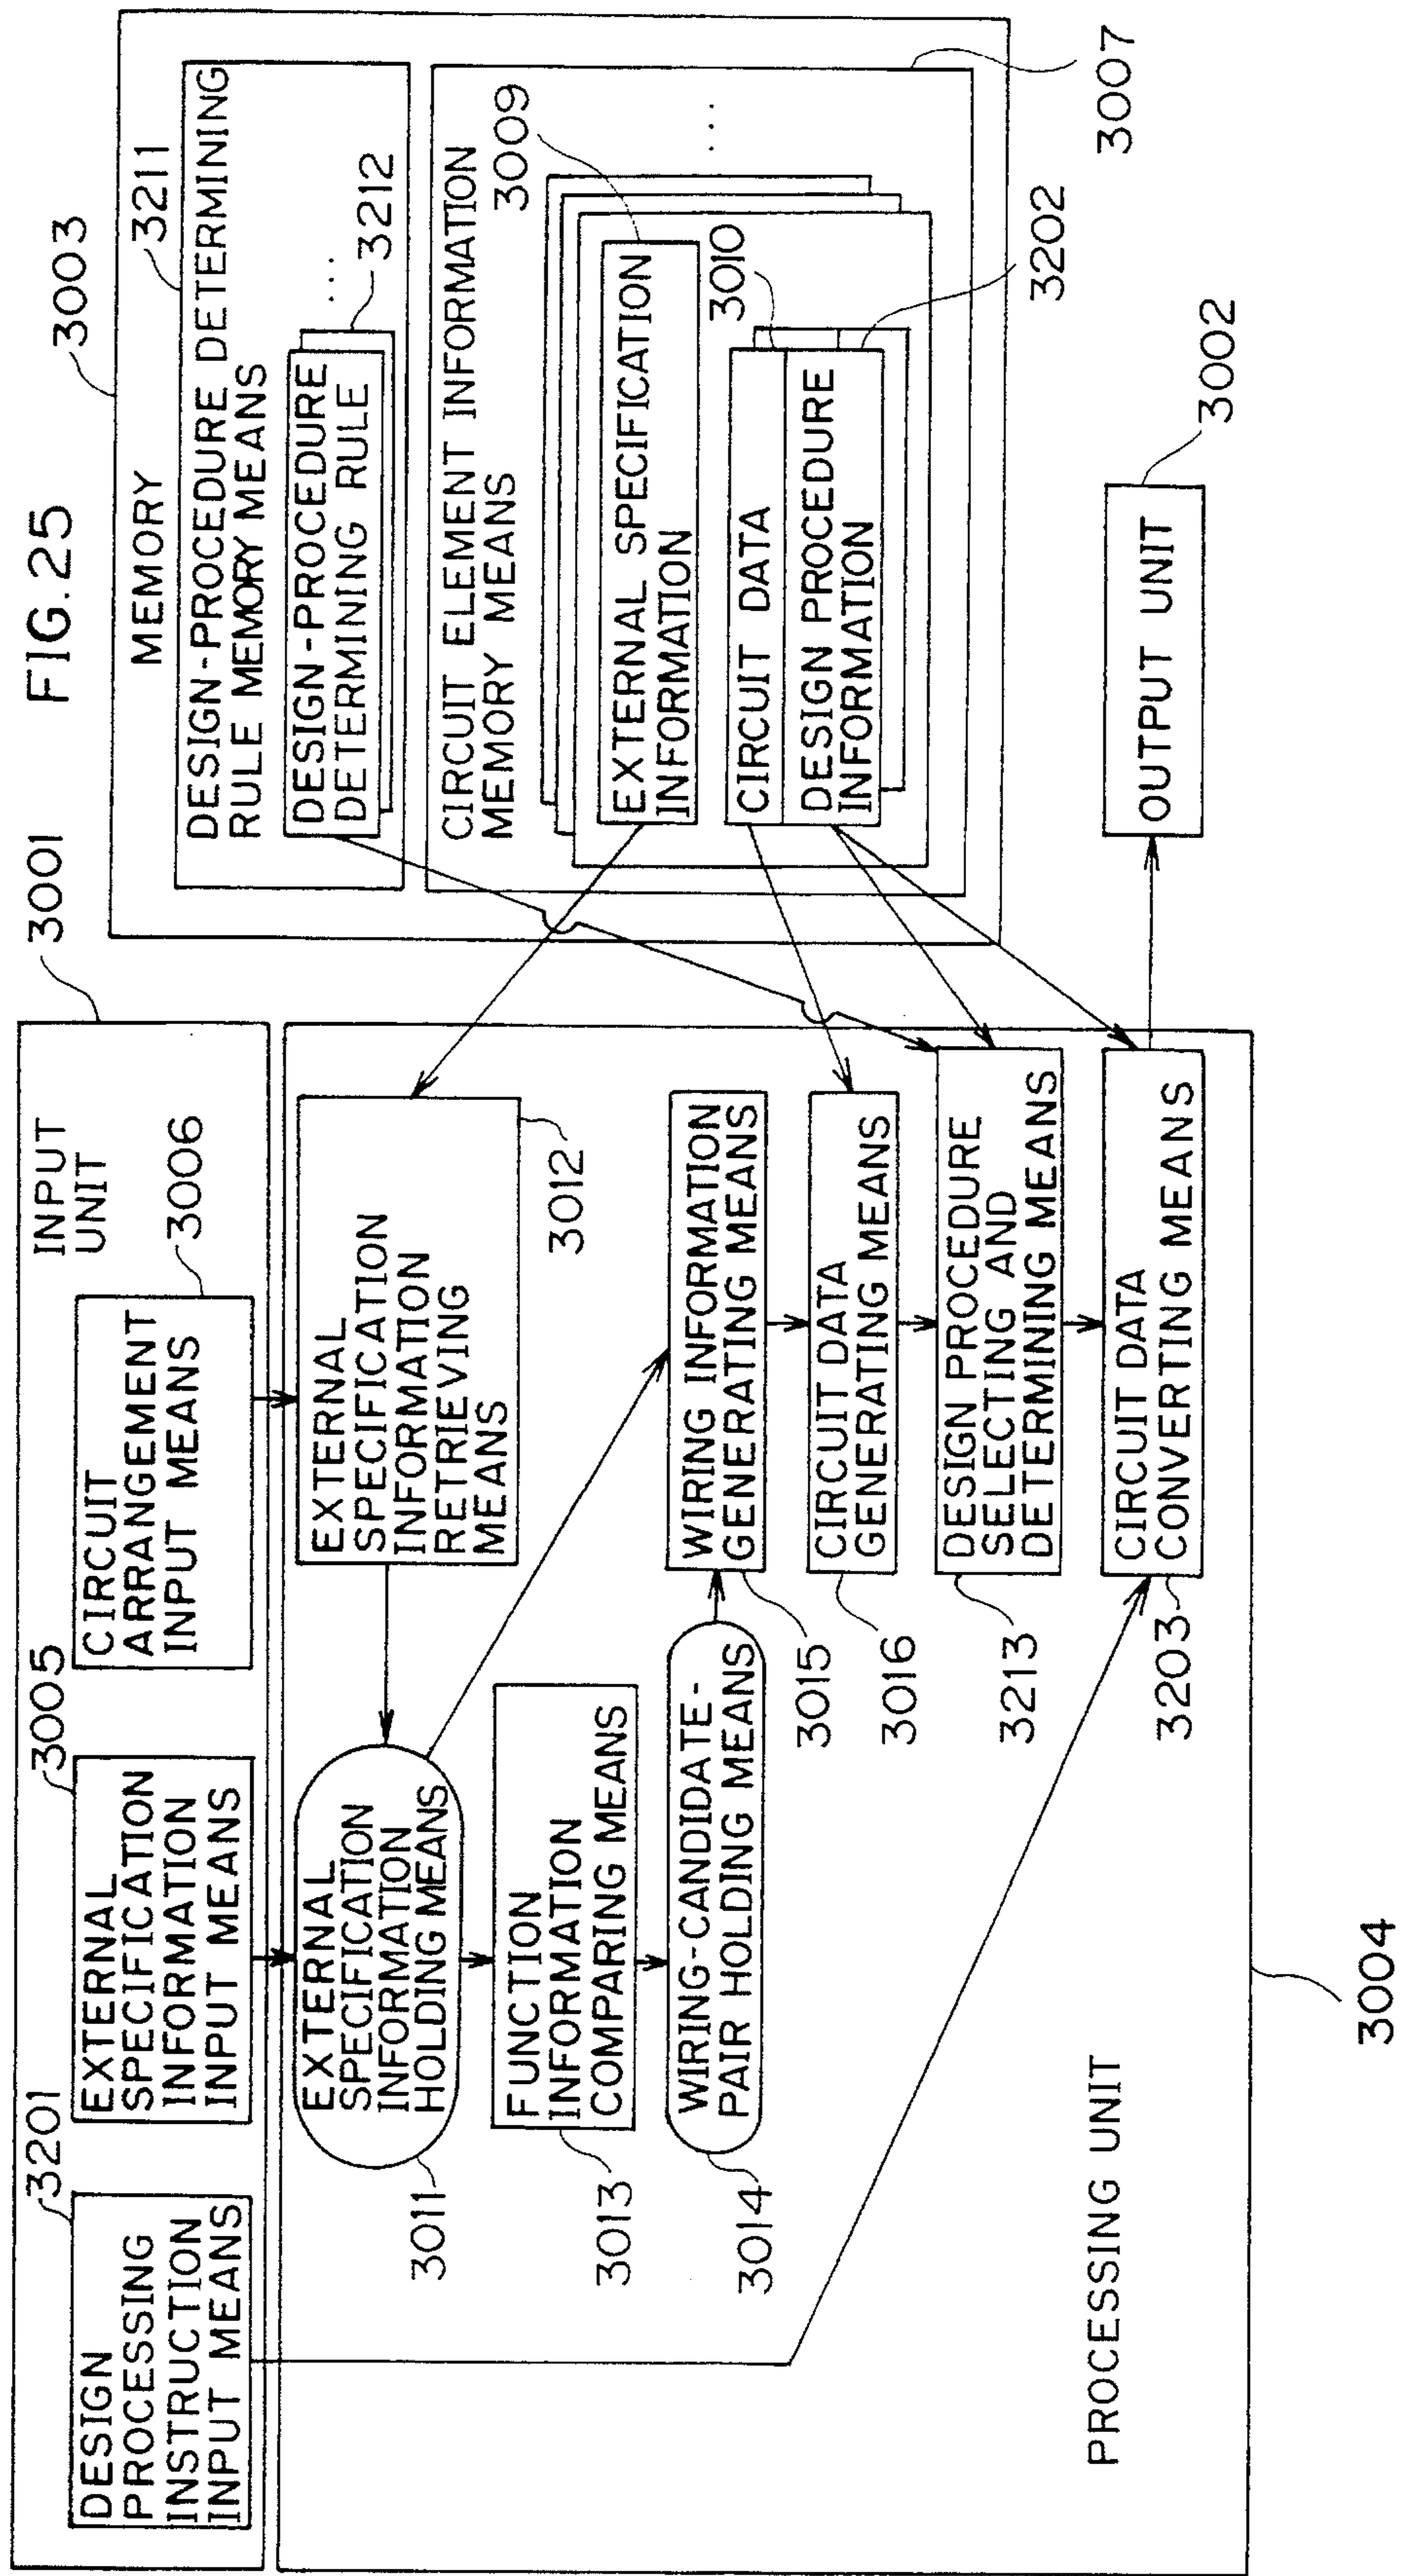 FIG.25
3201
3005
3001
3003
INPUT
UNIT
DESIGN
PROCESSING
INSTRUCTION
INPUT MEANS
EXTERNAL
SPECIFICATION
INFORMATION
INPUT MEANS
CIRCUIT
ARRANGEMENT
INPUT MEANS
3006
EXTERNAL
SPECIFICATION
INFORMATION
HOLDING MEANS
3011
EXTERNAL
SPECIFICATION
INFORMATION
RETRIEVING
MEANS
3012
FUNCTION
INFORMATION
COMPARING MEANS
3013
WIRING-CANDIDATE-
PAIR HOLDING MEANS
3014
WIRING INFORMATION
GENERATING MEANS
3015
CIRCUIT DATA
GENERATING MEANS
3016
DESIGN PROCEDURE
SELECTING AND
DETERMINING MEANS
3213
CIRCUIT DATA
CONVERTING MEANS
3203
PROCESSING UNIT
3004
MEMORY
3211
DESIGN-PROCEDURE DETERMINING
RULE MEMORY MEANS
DESIGN-PROCEDURE
DETERMINING RULE
3212
...
CIRCUIT ELEMENT INFORMATION
MEMORY MEANS
3009
EXTERNAL SPECIFICATION
INFORMATION
...
3010
CIRCUIT DATA
DESIGN PROCEDURE
INFORMATION
3202
3007
OUTPUT UNIT
3002